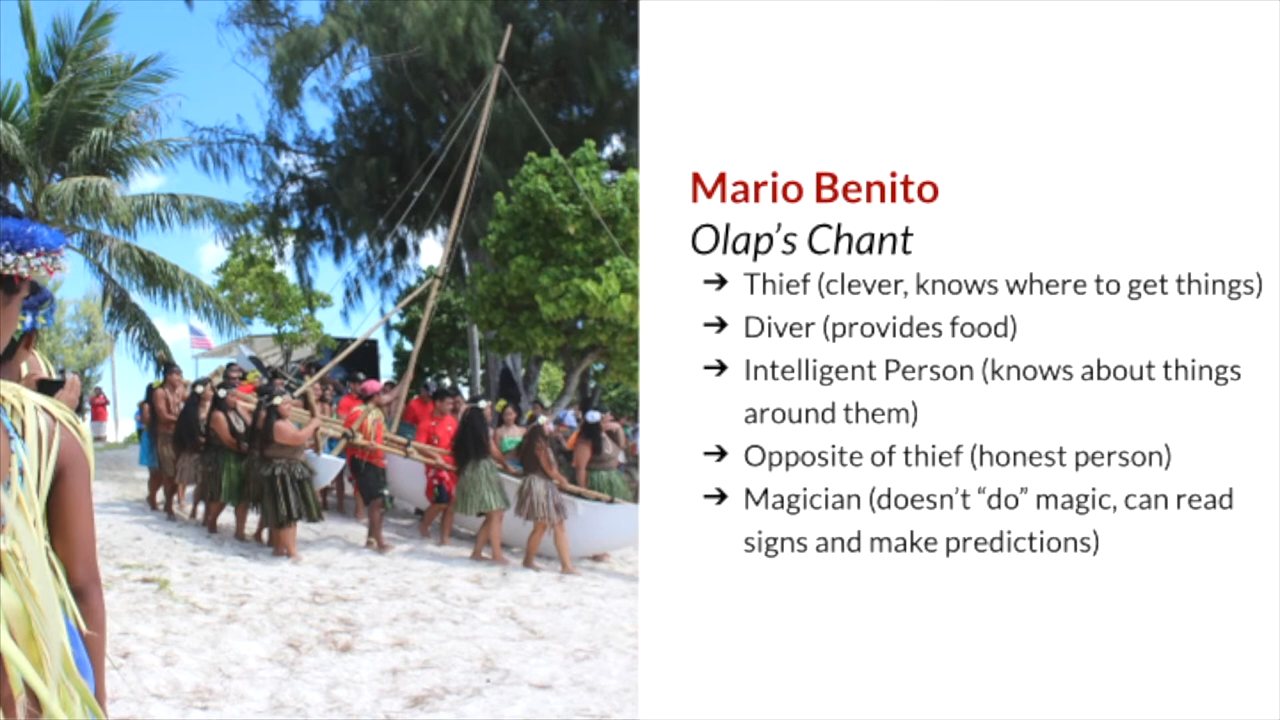 Mario Benito
Olap’s Chant
➔ Thief (clever, knows where to get things)
➔ Diver (provides food)
➔ Intelligent Person (knows about things
around them)
➔ Opposite of thief (honest person)
➔ Magician (doesn’t “do” magic, can read
signs and make predictions)